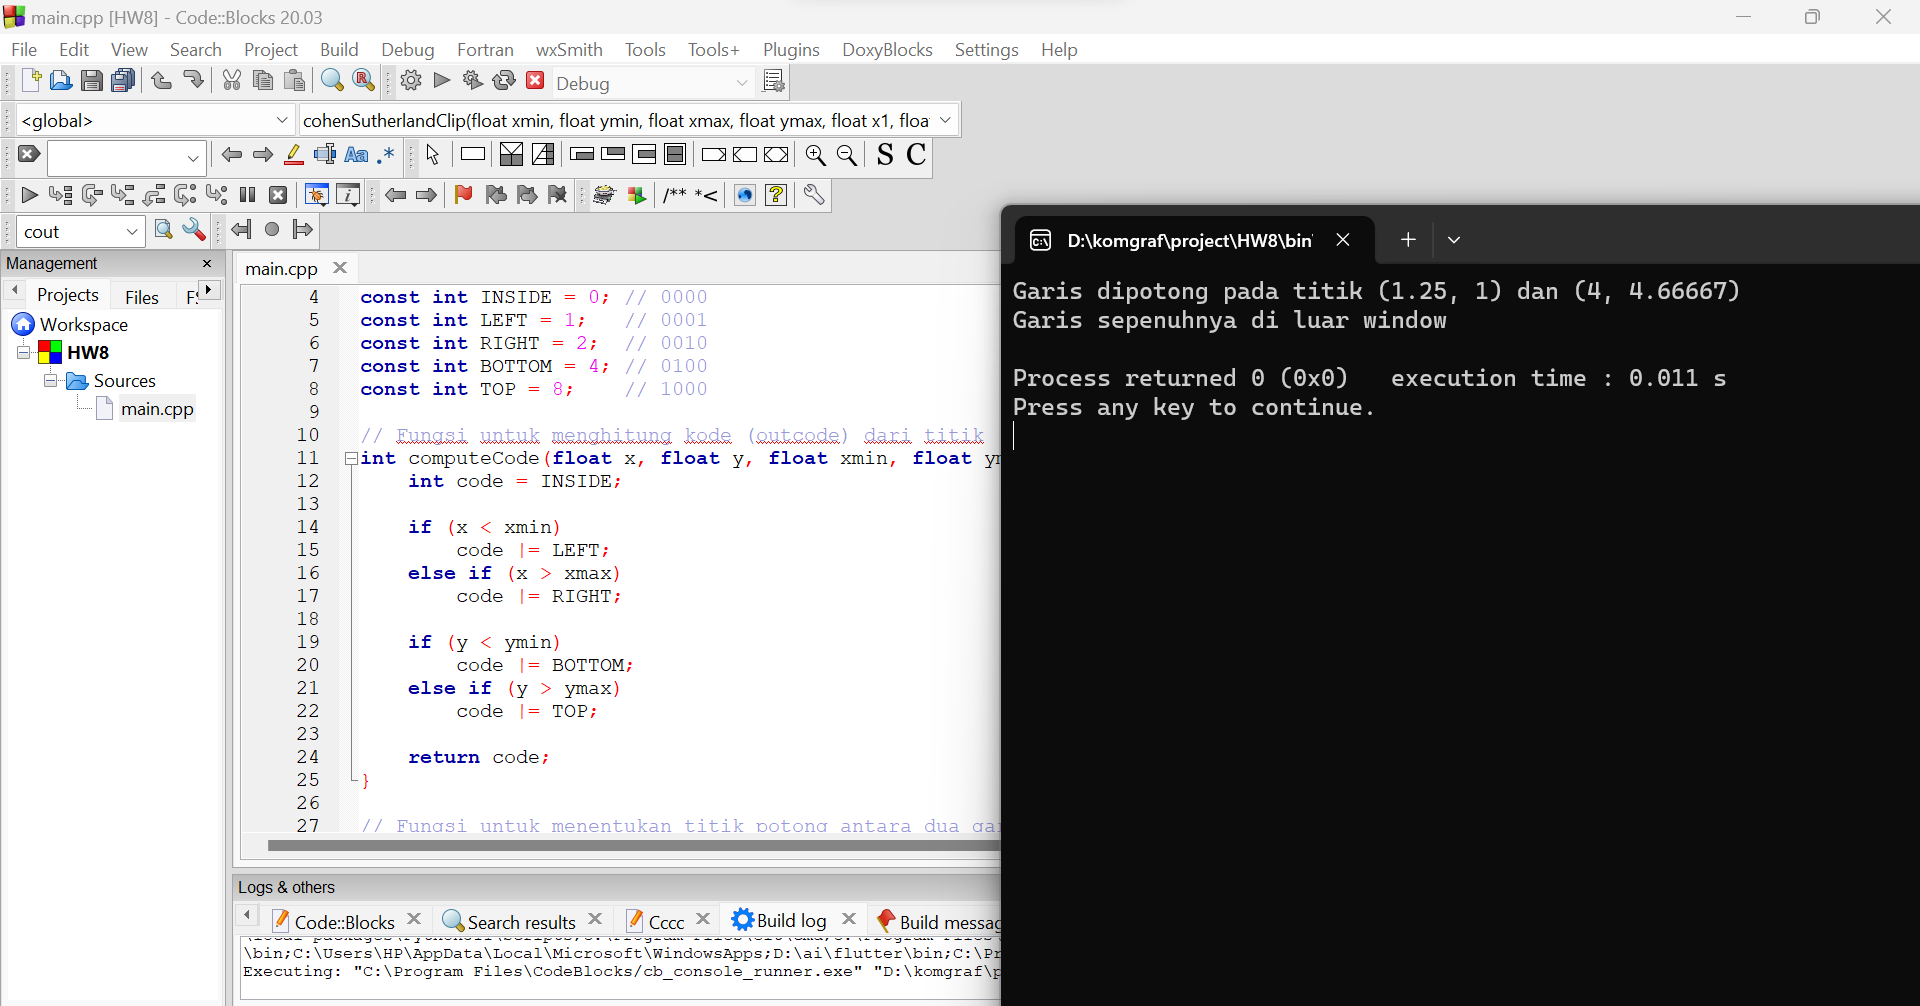 main.cpp [HW8] - Code::Blocks 20.03
File Edit View Search Project Build Debug Fortran wxSmith Tools Tools+ Plugins DoxyBlocks Settings Help
Debug
<global> cohenSutherlandClip(float xmin, float ymin, float xmax, float ymax, float x1, floa
Aa .* S C
/** *<
cout
Management
Projects Files
Workspace
HW8
Sources
main.cpp
main.cpp
4 const int INSIDE = 0; // 0000
5 const int LEFT = 1; // 0001
6 const int RIGHT = 2; // 0010
7 const int BOTTOM = 4; // 0100
8 const int TOP = 8; // 1000
9
10 // Fungsi untuk menghitung kode (outcode) dari titik
11 int computeCode(float x, float y, float xmin, float ym
12 int code = INSIDE;
13
14 if (x < xmin)
15 code |= LEFT;
16 else if (x > xmax)
17 code |= RIGHT;
18
19 if (y < ymin)
20 code |= BOTTOM;
21 else if (y > ymax)
22 code |= TOP;
23
24 return code;
25 }
26
27 // Fungsi untuk menentukan titik potong antara dua ga
Logs & others
Code::Blocks Search results Cccc Build log Build messag
\bin;C:\Users\HP\AppData\Local\Microsoft\WindowsApps;D:\ai\flutter\bin;C:\Pr
Executing: "C:\Program Files\CodeBlocks/cb_console_runner.exe" "D:\komgraf\p
D:\komgraf\project\HW8\bin
Garis dipotong pada titik (1.25, 1) dan (4, 4.66667)
Garis sepenuhnya di luar window
Process returned 0 (0x0) execution time : 0.011 s
Press any key to continue.